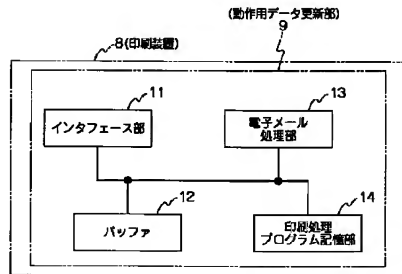 (動作用データ更新部)
8(印刷装置)
9
11
インタフェース部
13
電子メール
処理部
12
バッファ
14
印刷処理
プログラム記憶部